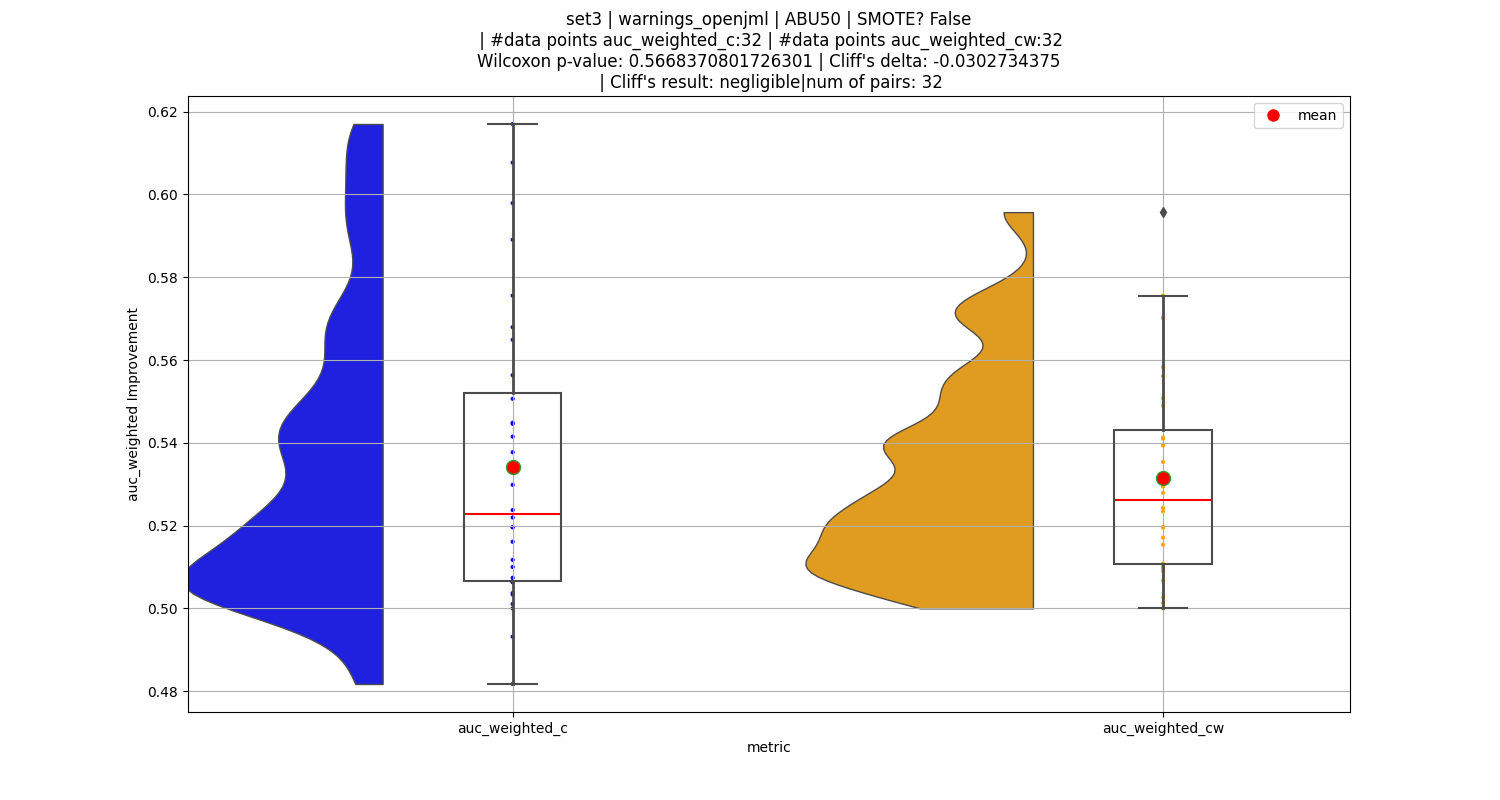 set3 | warnings_openjml | ABU50 | SMOTE? False
| #data points auc_weighted_c:32 | #data points auc_weighted_cw:32
Wilcoxon p-value: 0.5668370801726301 | Cliff's delta: -0.0302734375
| Cliff's result: negligible|num of pairs: 32
mean
0.62
0.60
0.58
0.56
0.54
0.52
0.50
0.48
auc_weighted Improvement
auc_weighted_c
auc_weighted_cw
metric